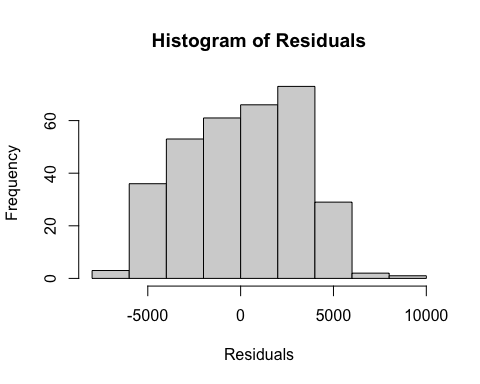 Histogram of Residuals
Frequency
60
40
20
0
-5000 0 5000 10000
Residuals